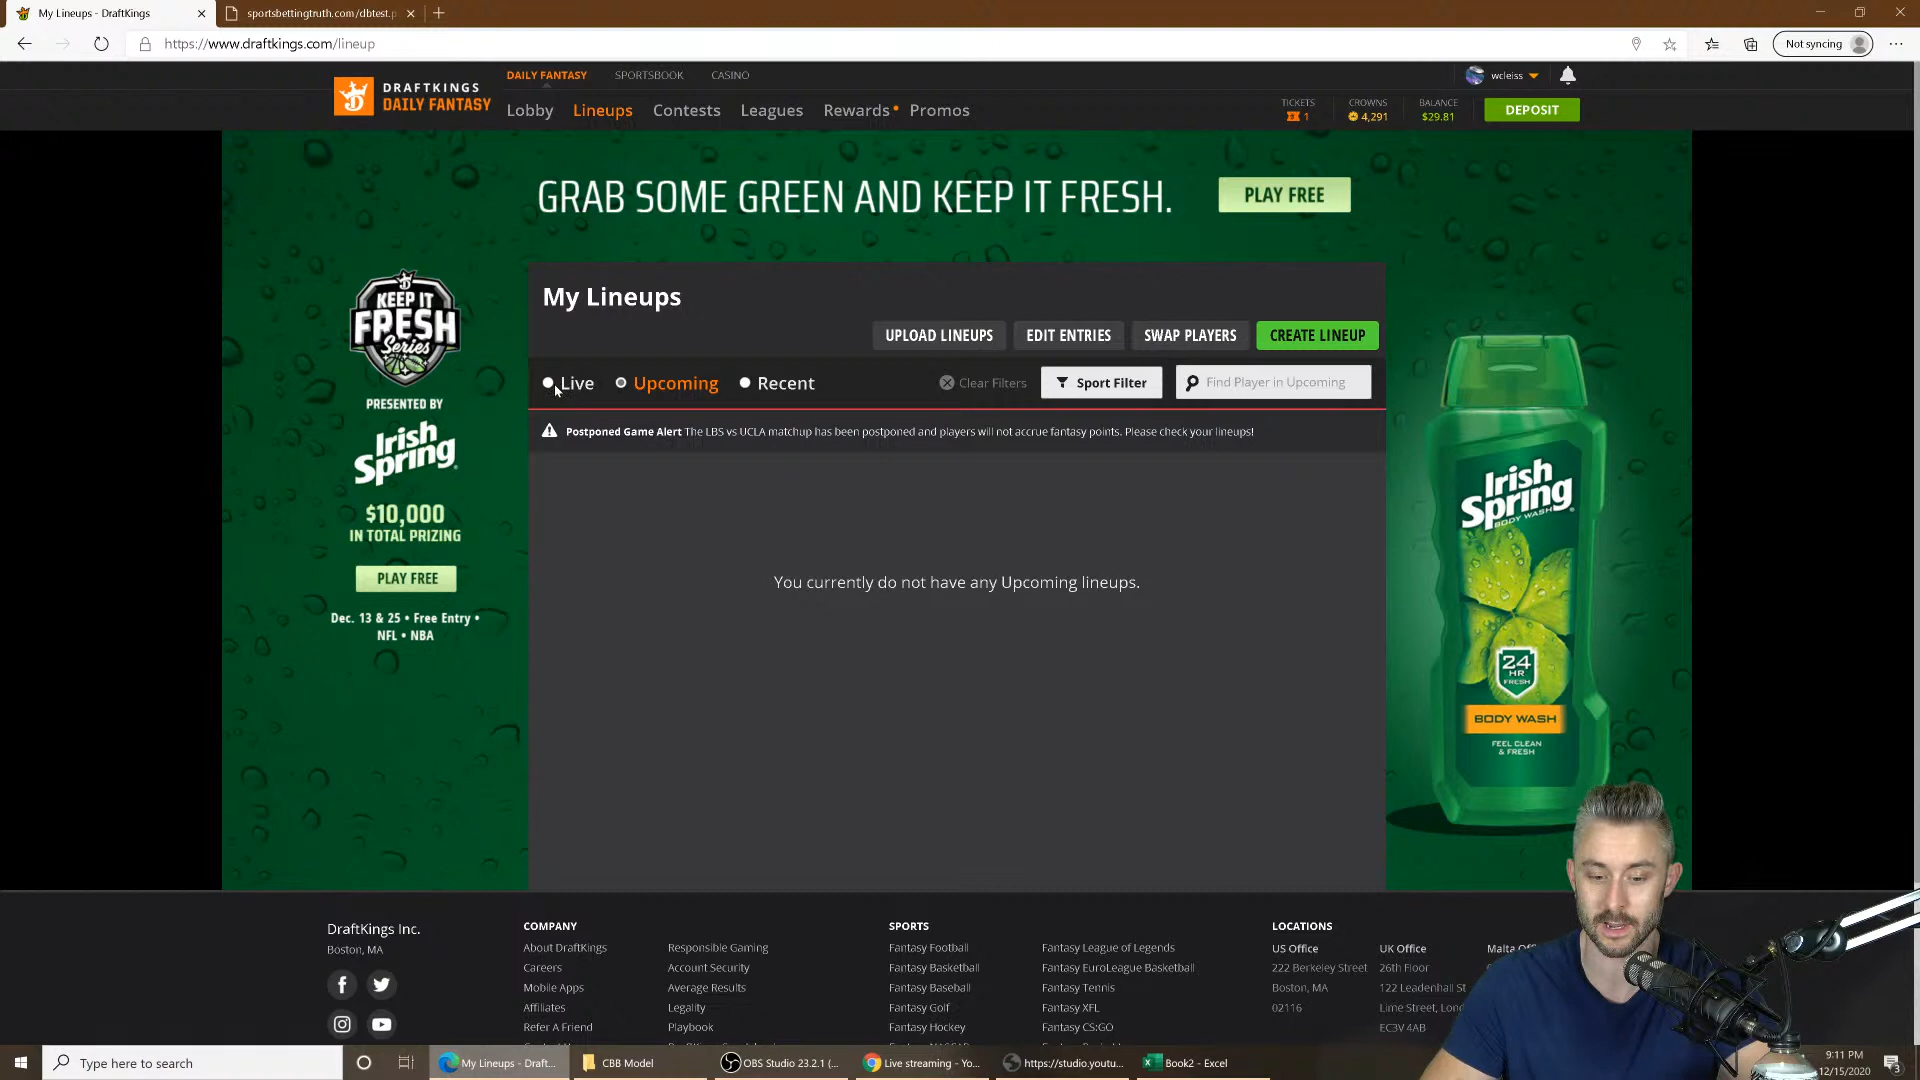 My Lineups - DraftKings
sportsbettingtruth.com/dbtest.p
https://www.draftkings.com/lineup
Not syncing
DRAFTKINGS
DAILY FANTASY
DAILY FANTASY SPORTSBOOK CASINO
wcleiss
Lobby Lineups Contests Leagues Rewards Promos
TICKETS
1
CROWNS
4,291
BALANCE
$29.81
DEPOSIT
GRAB SOME GREEN AND KEEP IT FRESH.
PLAY FREE
KEEP IT
FRESH
Series
PRESENTED BY
Irish
Spring
$10,000
IN TOTAL PRIZING
PLAY FREE
Dec. 13 & 25 • Free Entry •
NFL • NBA
My Lineups
UPLOAD LINEUPS EDIT ENTRIES SWAP PLAYERS CREATE LINEUP
Live Upcoming Recent
Clear Filters Sport Filter Find Player in Upcoming
Postponed Game Alert The LBS vs UCLA matchup has been postponed and players will not accrue fantasy points. Please check your lineups!
You currently do not have any Upcoming lineups.
Irish
Spring
BODY WASH
24
HR
FRESH
BODY WASH
FEEL CLEAN
& FRESH
DraftKings Inc.
Boston, MA
COMPANY
About DraftKings
Careers
Mobile Apps
Affiliates
Refer A Friend
Responsible Gaming
Account Security
Average Results
Legality
Playbook
SPORTS
Fantasy Football
Fantasy Basketball
Fantasy Baseball
Fantasy Golf
Fantasy Hockey
Fantasy League of Legends
Fantasy EuroLeague Basketball
Fantasy Tennis
Fantasy XFL
Fantasy CS:GO
LOCATIONS
US Office
222 Berkeley Street
Boston, MA
02116
UK Office
26th Floor
122 Leadenhall St
Lime Street, Lond
EC3V 4AB
Malta Off
Type here to search
My Lineups - Draft...
CBB Model
OBS Studio 23.2.1 (...
Live streaming - Yo...
https://studio.youtu...
Book2 - Excel
9:11 PM
12/15/2020
3